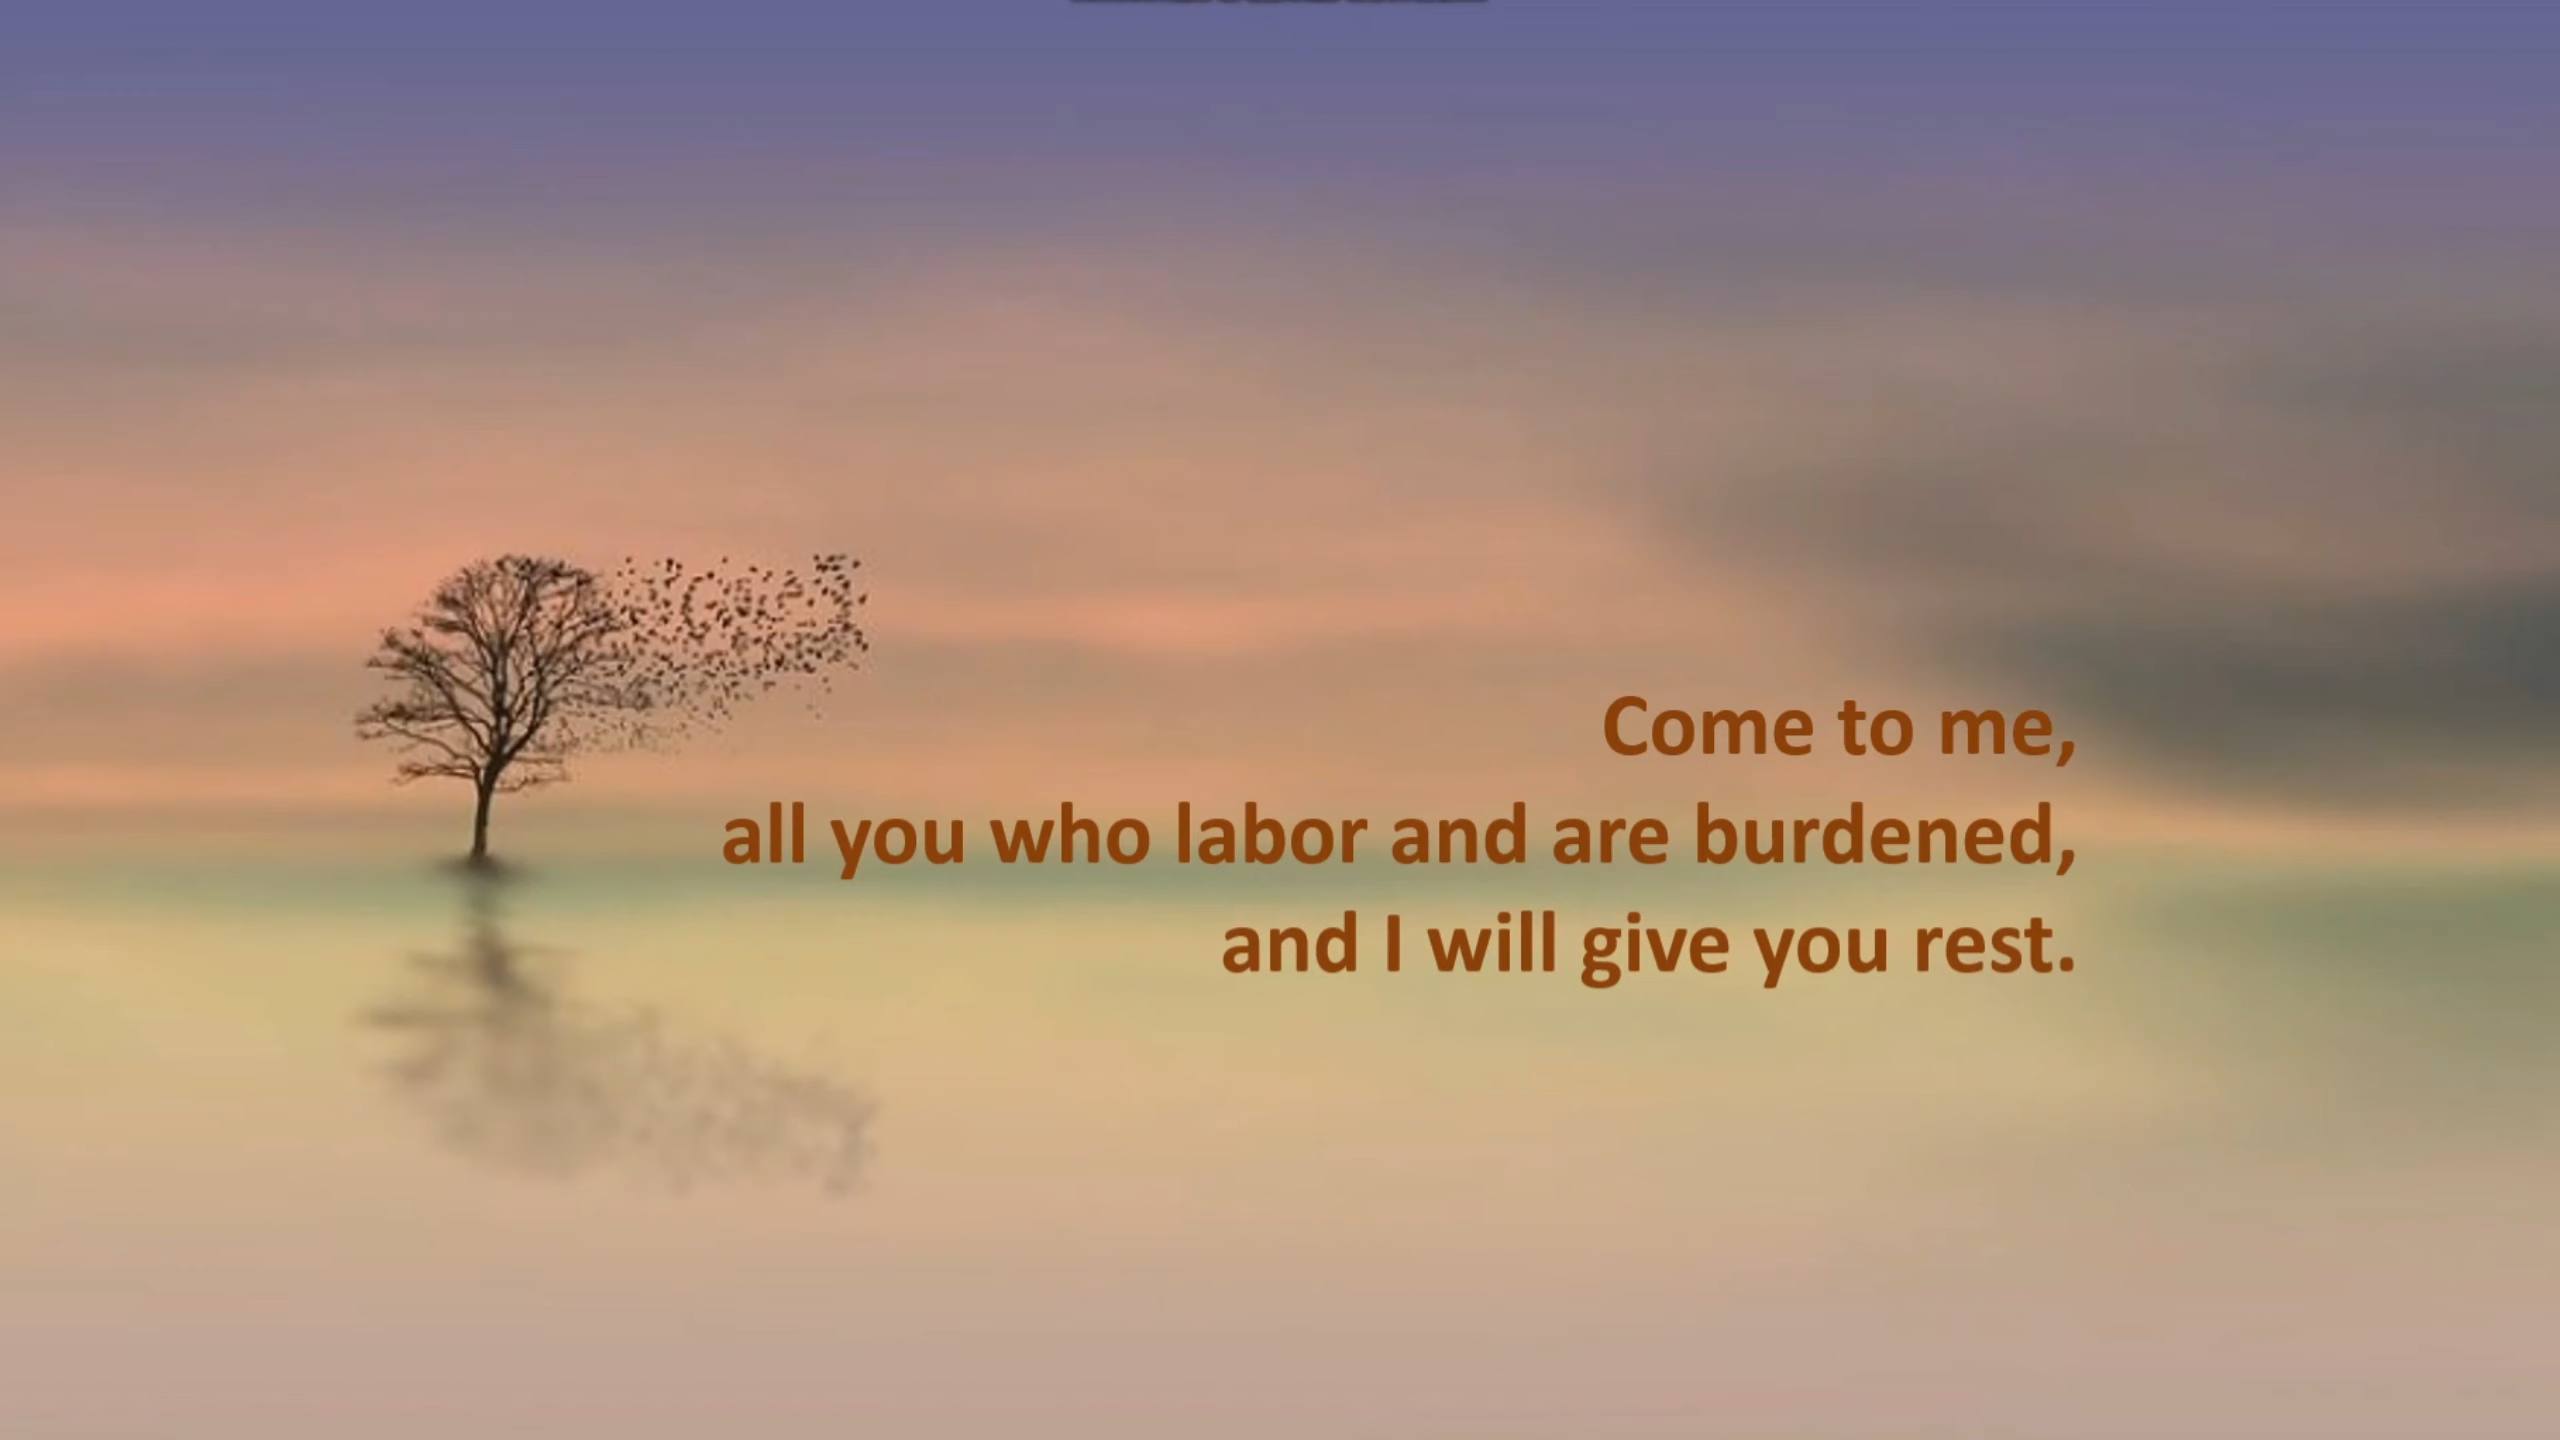 Come to me,
all you who labor and are burdened,
and I will give you rest.